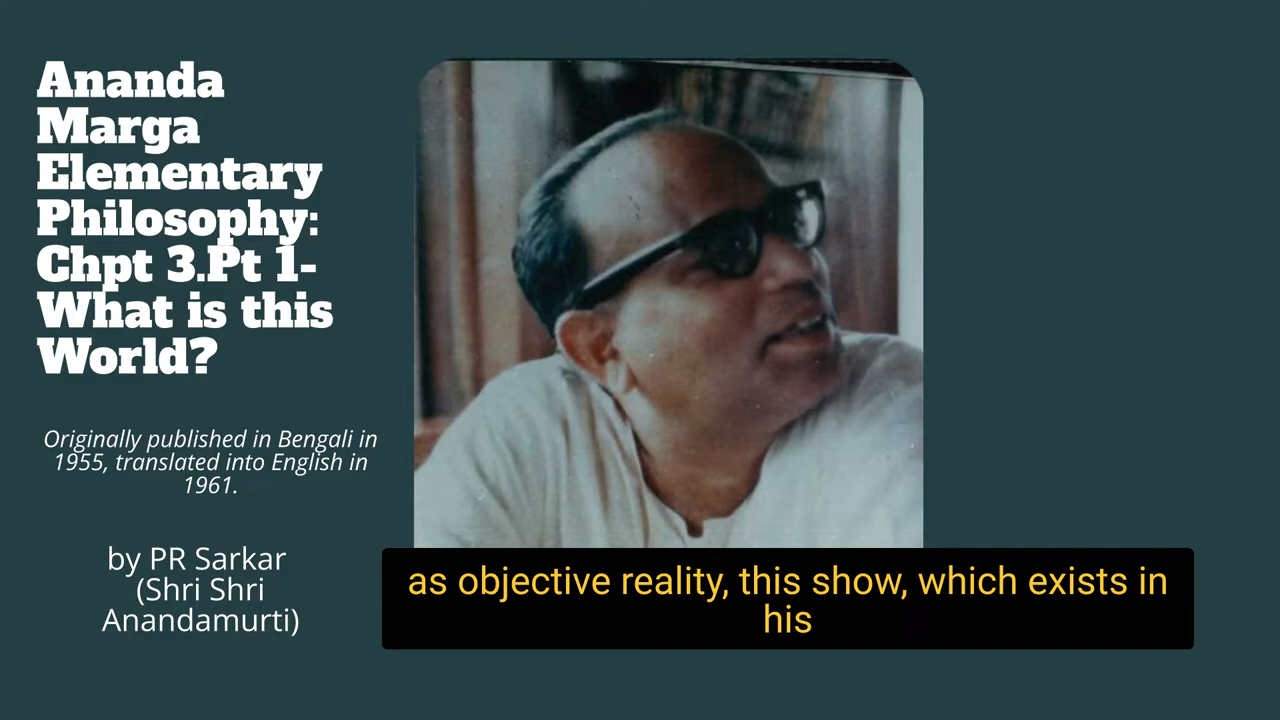 Ananda
Marga
Elementary
Philosophy:
Chpt 3.Pt 1-
What is this
World?
Originally published in Bengali in
1955, translated into English in
1961.
by PR Sarkar
(Shri Shri
Anandamurti)
as objective reality, this show, which exists in
his